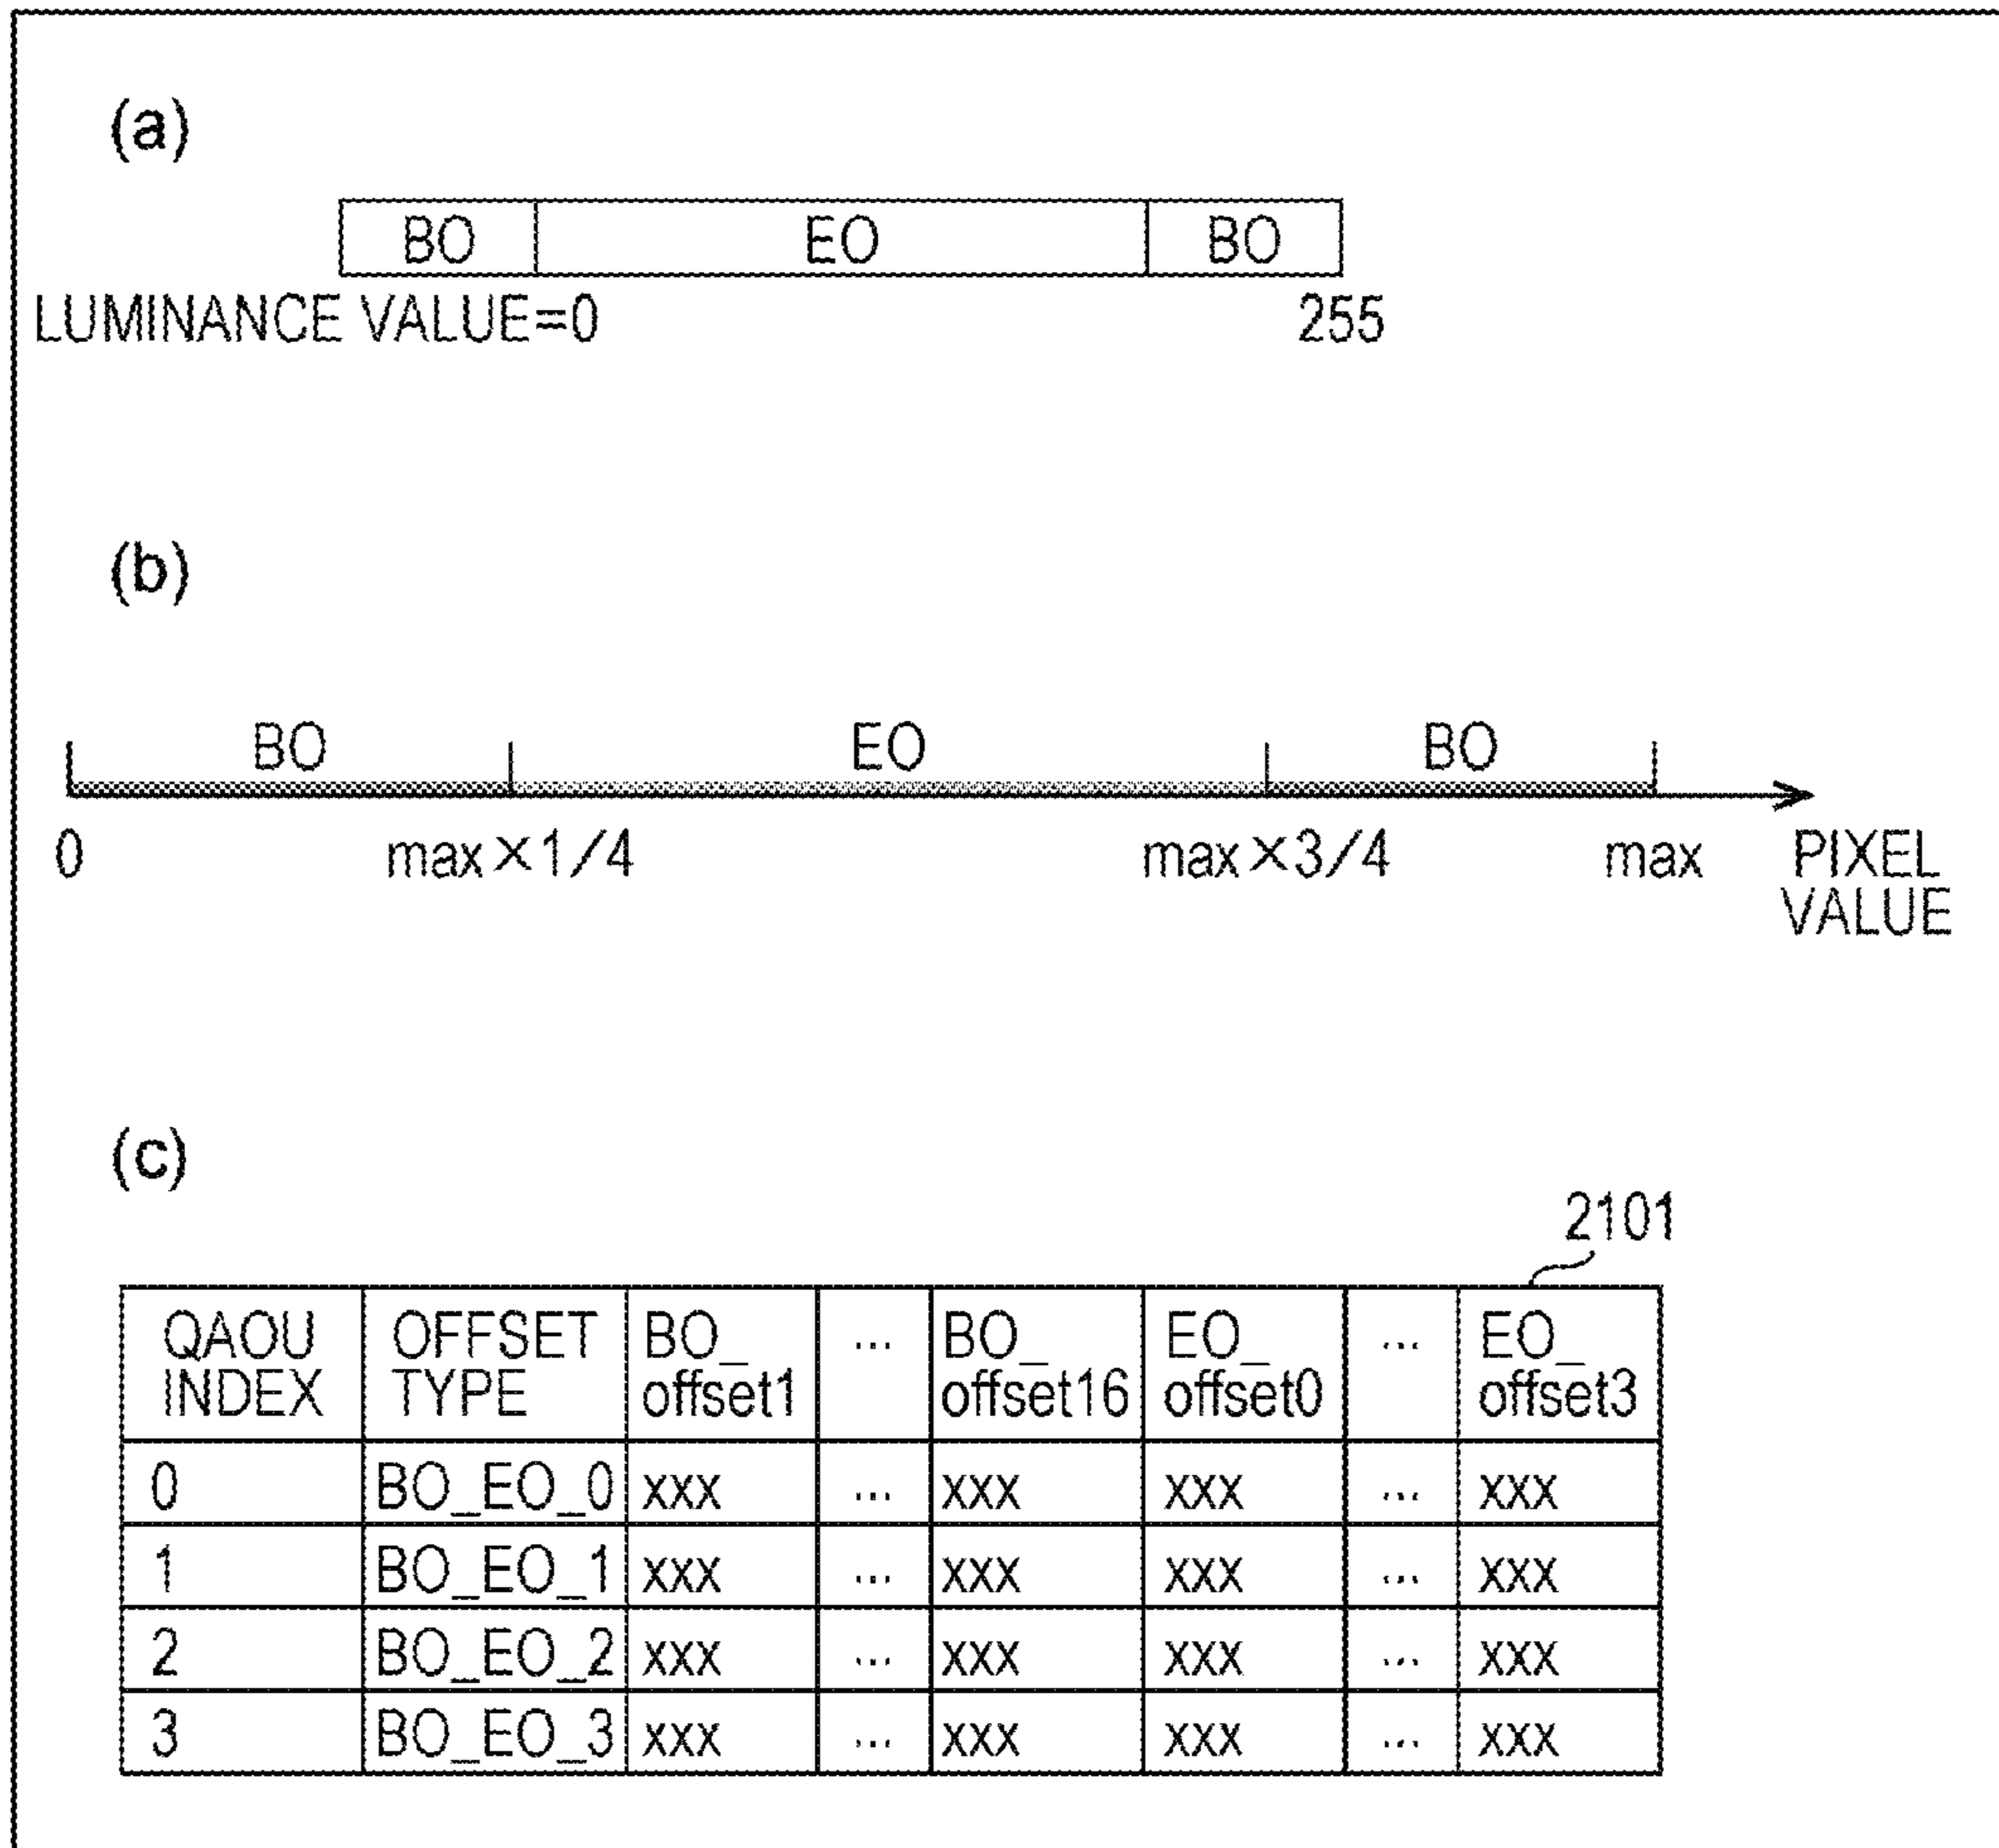 (a)
BO EO BO
LUMINANCE VALUE=0 255
(b)
BO EO BO
0 max×1/4 max×3/4 max PIXEL
VALUE
(c)
2101
QAOU OFFSET BO_ ... BO_ EO_ ... EO_
INDEX TYPE offset1 offset16 offset0 offset3
0 BO_EO_0 xxx ... xxx xxx ... xxx
1 BO_EO_1 xxx ... xxx xxx ... xxx
2 BO_EO_2 xxx ... xxx xxx ... xxx
3 BO_EO_3 xxx ... xxx xxx ... xxx